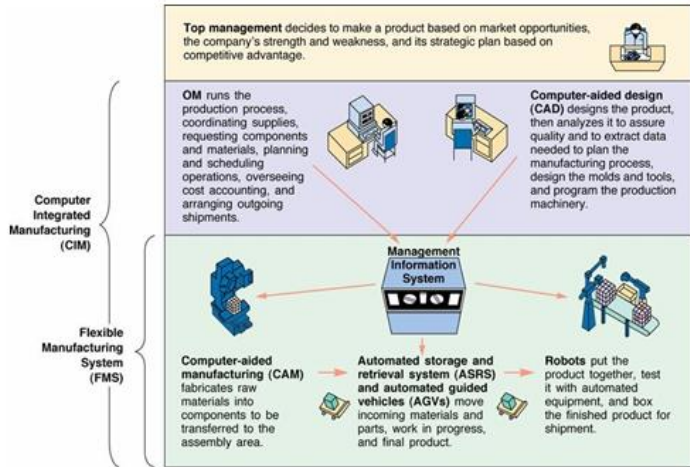 Top management decides to make a product based on market opportunities,
the company's strength and weakness, and its strategic plan based on
competitive advantage.
OM runs the
production process,
coordinating supplies,
requesting components
and materials, planning
and scheduling
operations, overseeing
cost accounting, and
arranging outgoing
shipments.
Computer-aided design
(CAD) designs the product,
then analyzes it to assure
quality and to extract data
needed to plan the
manufacturing process,
design the molds and tools,
and program the production
machinery.
Computer
Integrated
Manufacturing
(CIM)
Management
Information
System
Flexible
Manufacturing
System
(FMS)
Computer-aided
manufacturing (CAM)
fabricates raw
materials into
components to be
transferred to the
assembly area.
Automated storage and
retrieval system (ASRS)
and automated guided
vehicles (AGVs) move
incoming materials and
parts, work in progress,
and final product.
Robots put the
product together, test
it with automated
equipment, and box
the finished product for
shipment.